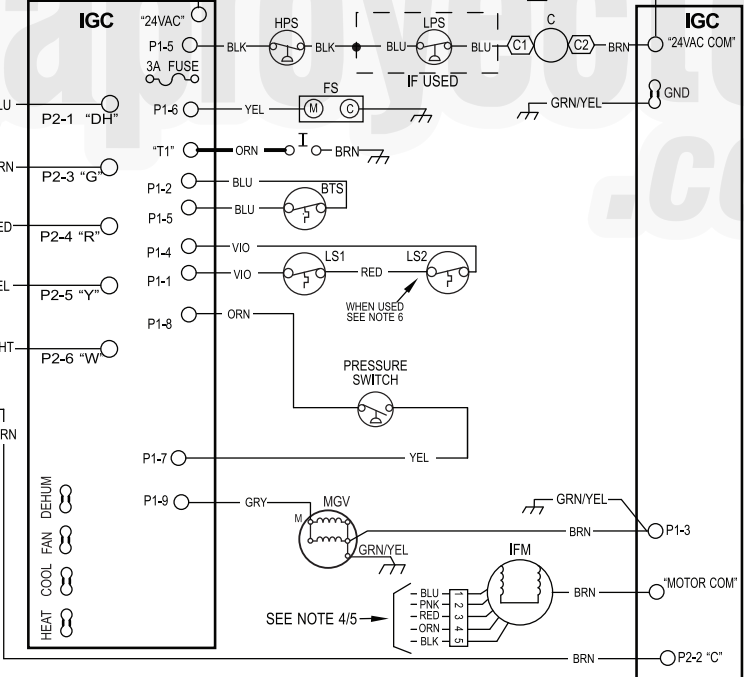 IGC
"24VAC"
HPS
LPS
C
IGC
P1-5
BLK
BLK
BLU
BLU
C1
C2
BRN
"24VAC COM"
3A FUSE
IF USED
FS
GRN/YEL
GND
P2-1 "DH"
P1-6
YEL
M
C
"T1"
ORN
BRN
P2-3 "G"
P1-2
BLU
BTS
P1-5
BLU
P2-4 "R"
P1-4
VIO
LS1
LS2
P1-1
VIO
RED
P2-5 "Y"
WHEN USED
SEE NOTE 6
P1-8
ORN
P2-6 "W"
PRESSURE
SWITCH
P1-7
YEL
RN
DEHUM
P1-9
GRY
MGV
M
GRN/YEL
BRN
P1-3
FAN
GRN/YEL
IFM
COOL
BLU 1
PNK 2
RED 3
ORN 4
BLK 5
BRN
"MOTOR COM"
HEAT
SEE NOTE 4/5
BRN
P2-2 "C"